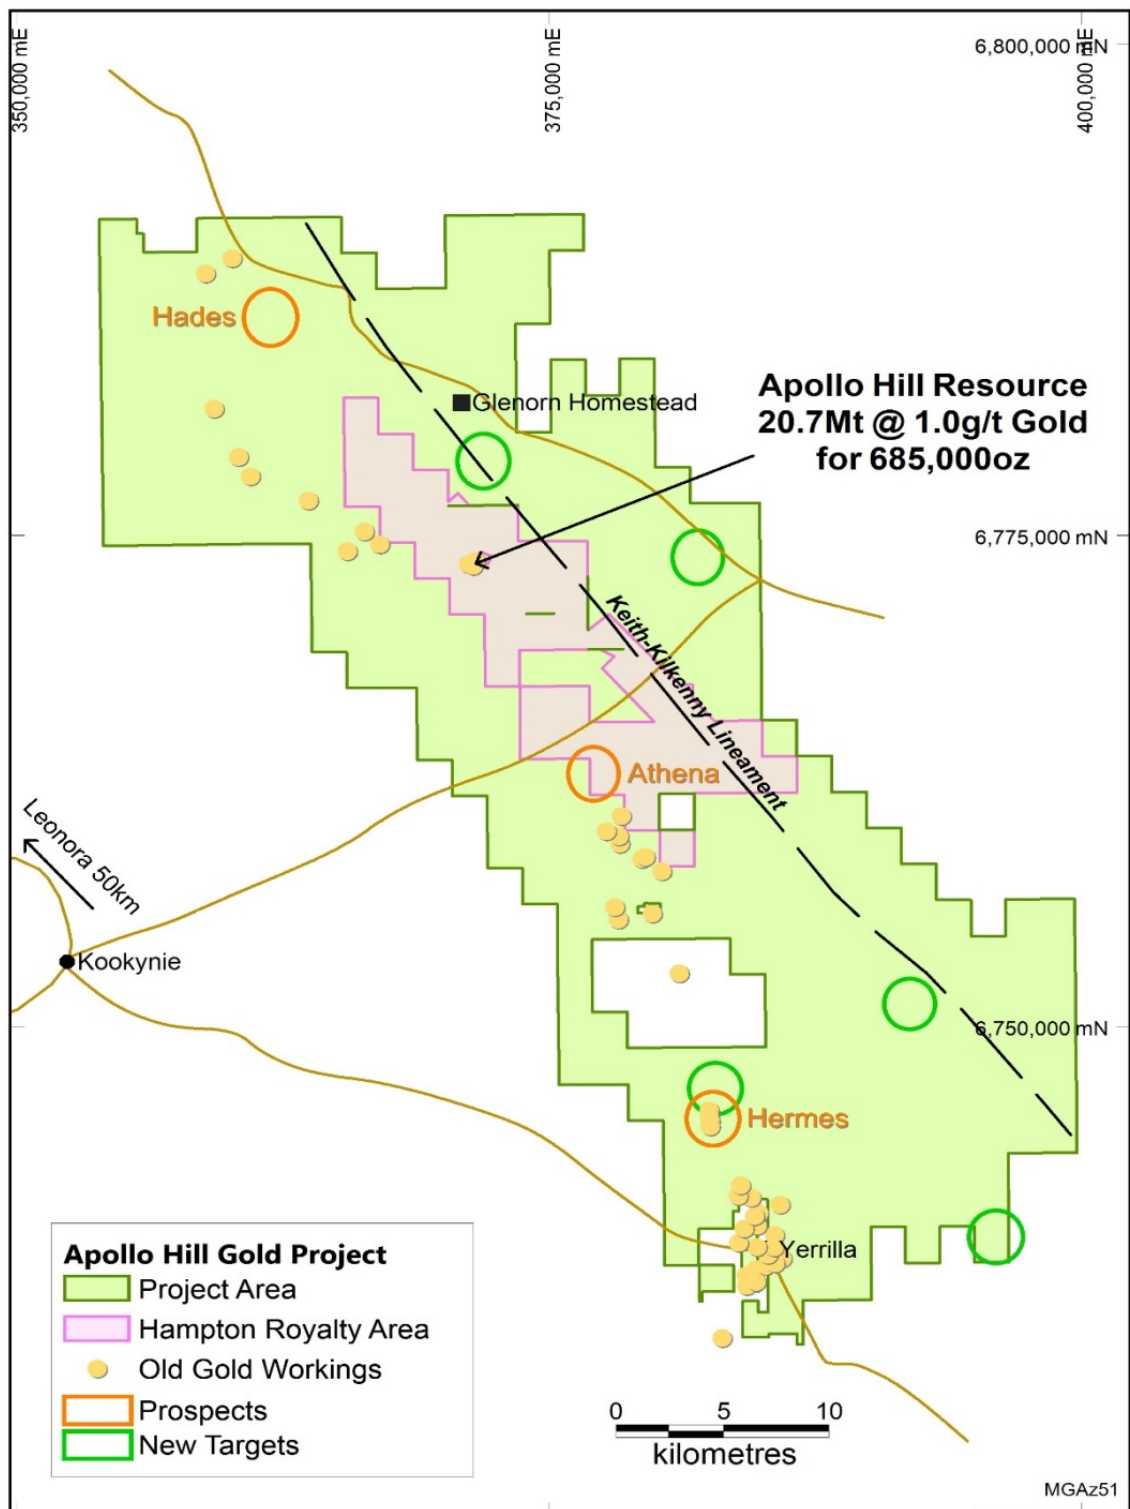 350,000 mE
375,000 mE
400,000 mE
6,800,000 mN
Hades
Glenorn Homestead
Apollo Hill Resource
20.7Mt @ 1.0g/t Gold
for 685,000oz
6,775,000 mN
Keith-Kilkenny Lineament
Athena
Leonora 50km
Kookynie
6,750,000 mN
Hermes
Yerrilla
Apollo Hill Gold Project
Project Area
Hampton Royalty Area
Old Gold Workings
Prospects
New Targets
0 5 10
kilometres
MGAz51